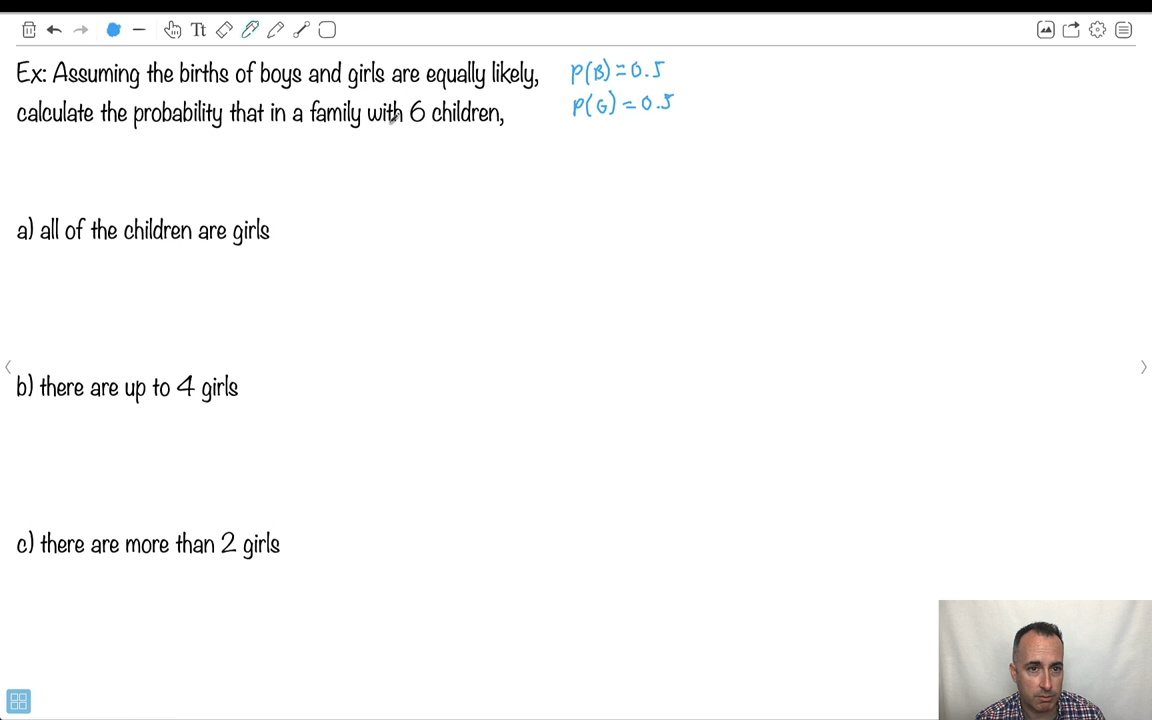 Tt
Ex: Assuming the births of boys and girls are equally likely,
calculate the probability that in a family with 6 children,
P(B)=0.5
P(G)=0.5
a) all of the children are girls
b) there are up to 4 girls
c) there are more than 2 girls